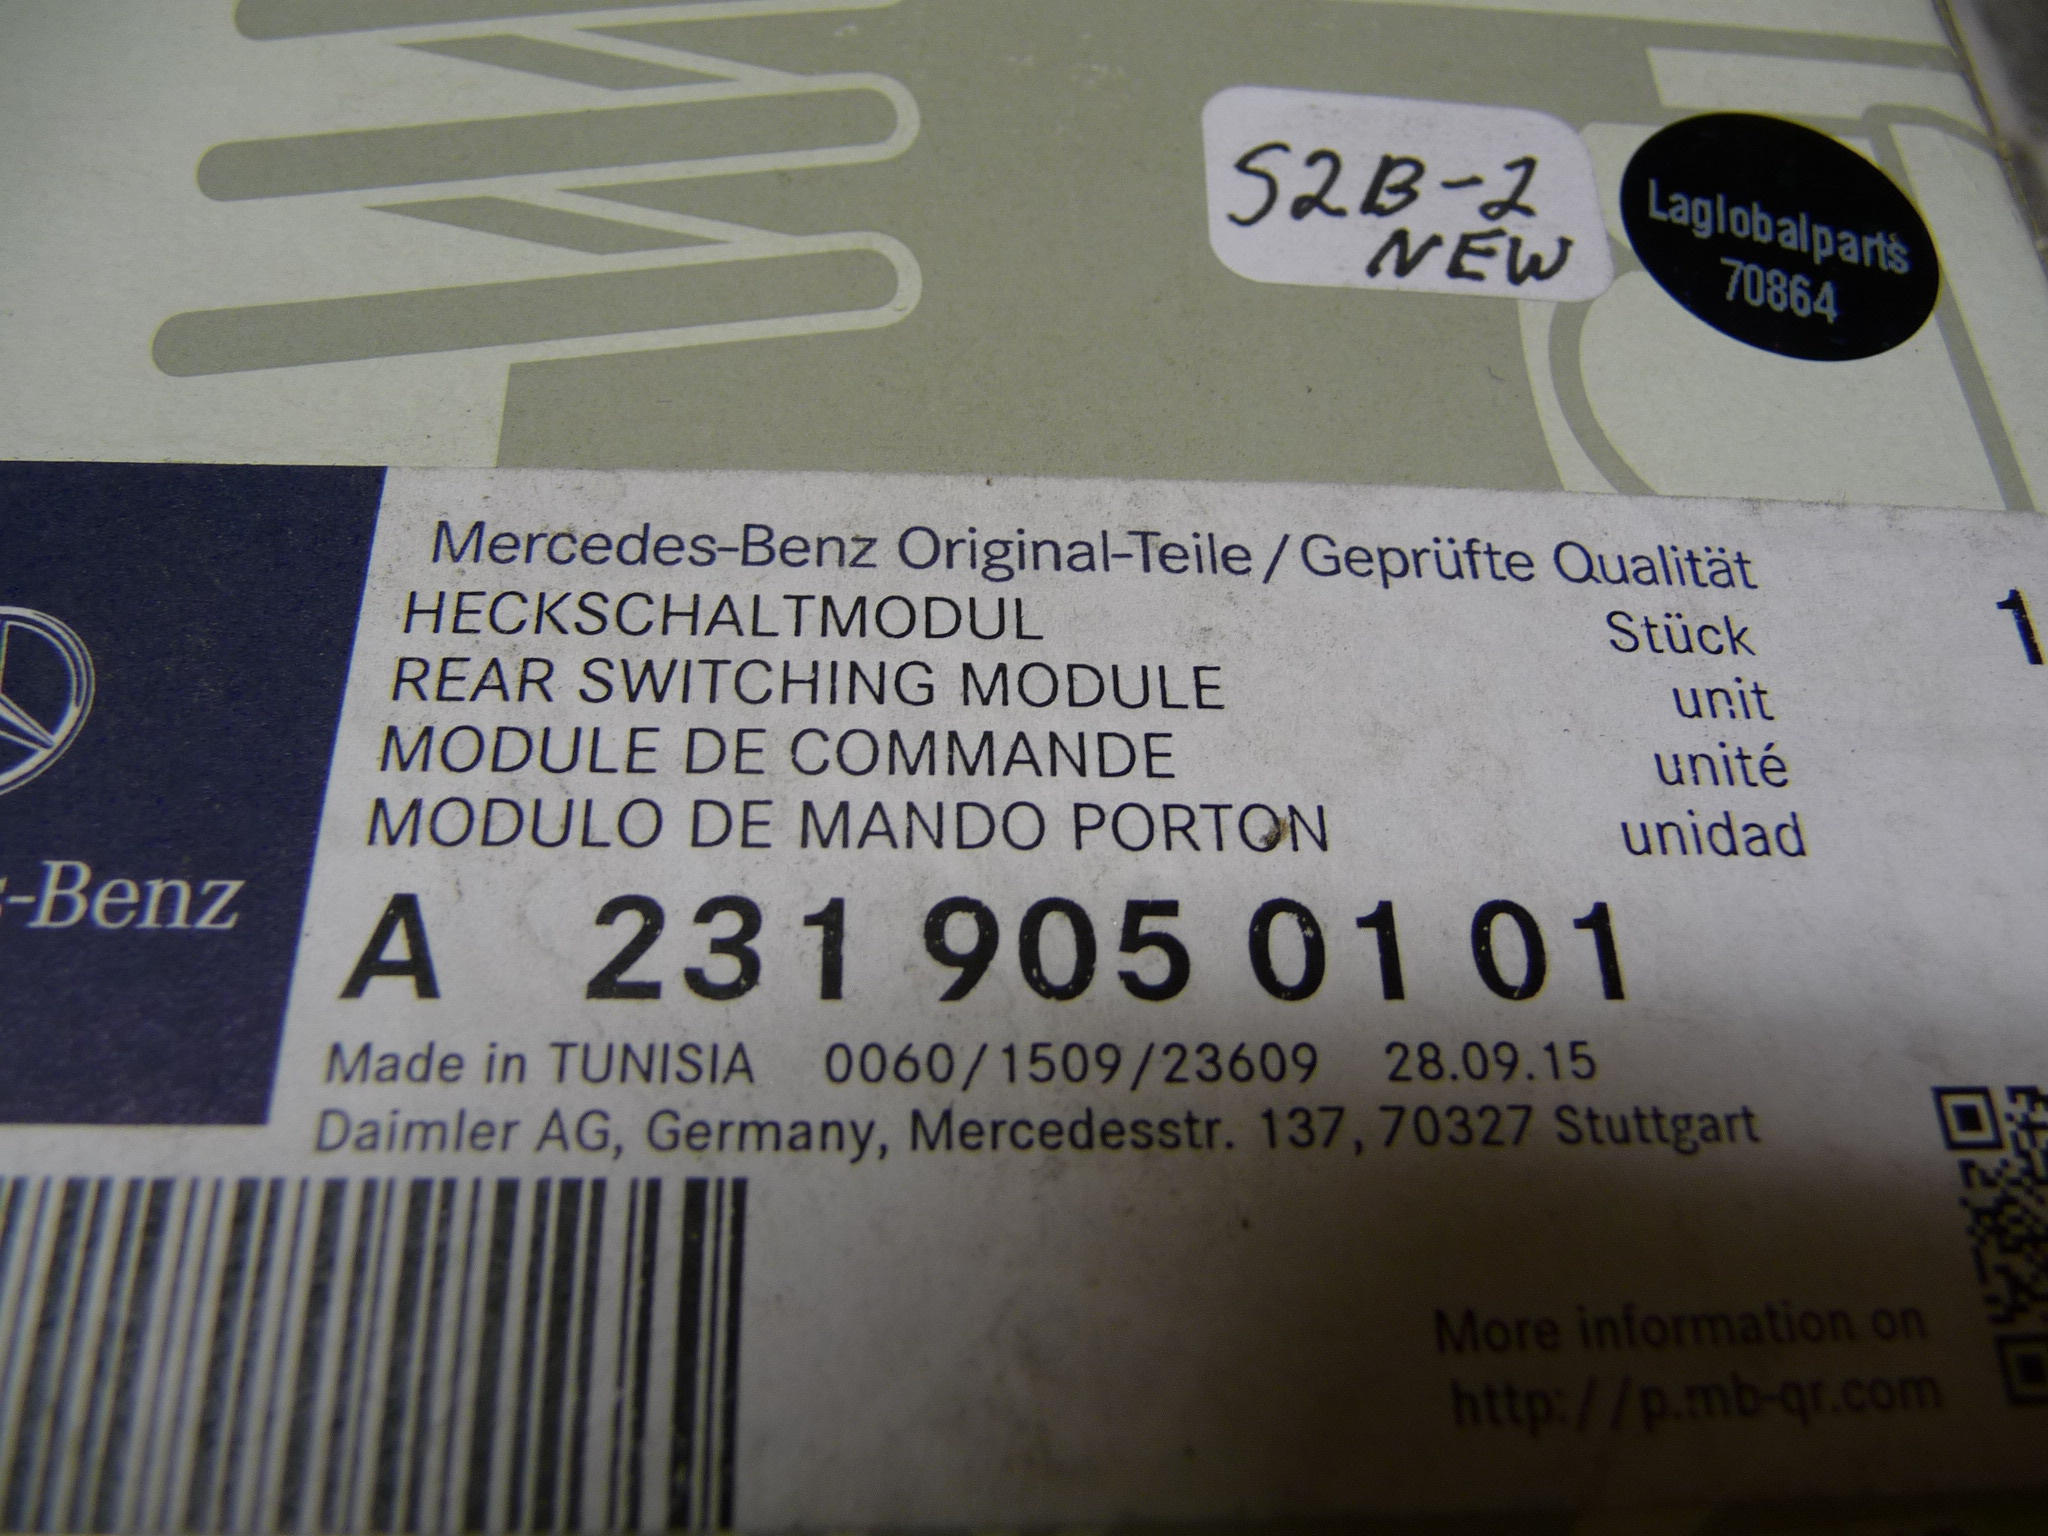 S2B-2
NEW
Laglobalparts
70864
Mercedes-Benz Original-Teile/Geprüfte Qualität
HECKSCHALTMODUL Stück 1
REAR SWITCHING MODULE unit
MODULE DE COMMANDE unité
MODULO DE MANDO PORTON unidad
-Benz
A 231 905 01 01
Made in TUNISIA 0060/1509/23609 28.09.15
Daimler AG, Germany, Mercedesstr. 137, 70327 Stuttgart
More information on
http://p.mb-qr.com